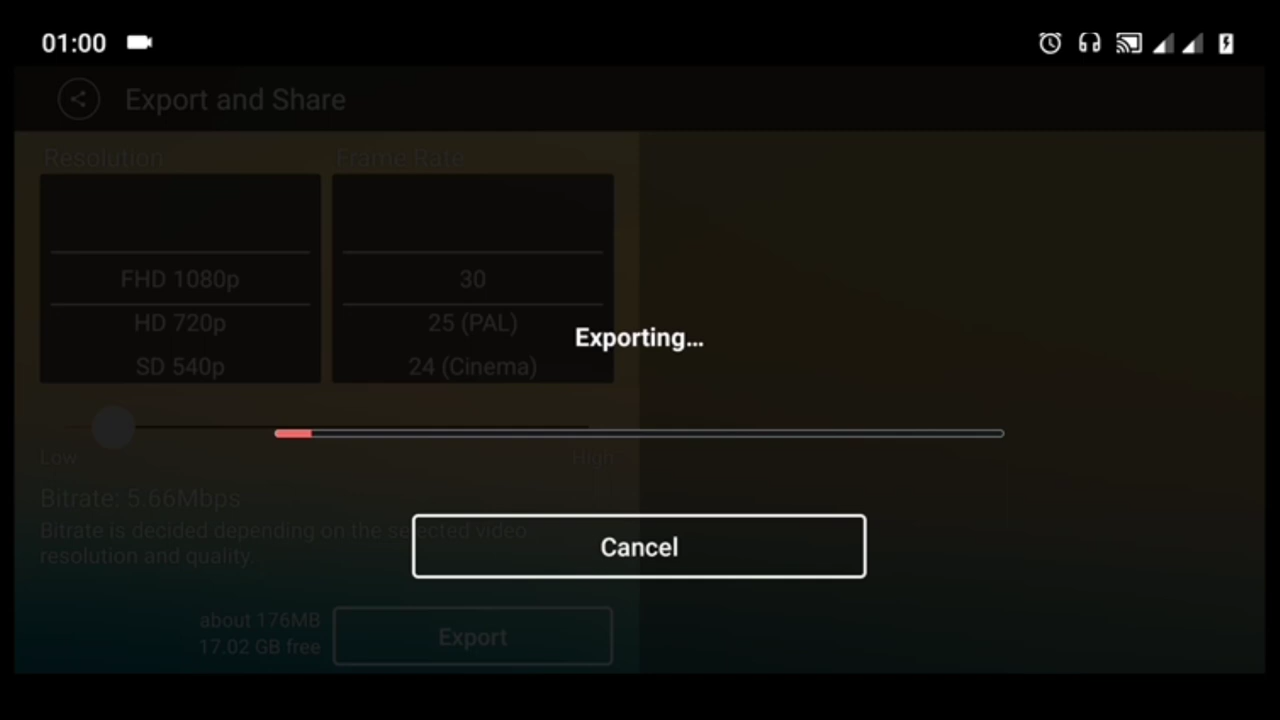 01:00
Export and Share
Resolution
Frame Rate
FHD 1080p
30
HD 720p
25 (PAL)
SD 540p
24 (Cinema)
Exporting...
Low
High
Bitrate: 5.66Mbps
Bitrate is decided depending on the selected video
resolution and quality.
Cancel
about 176MB
17.02 GB free
Export